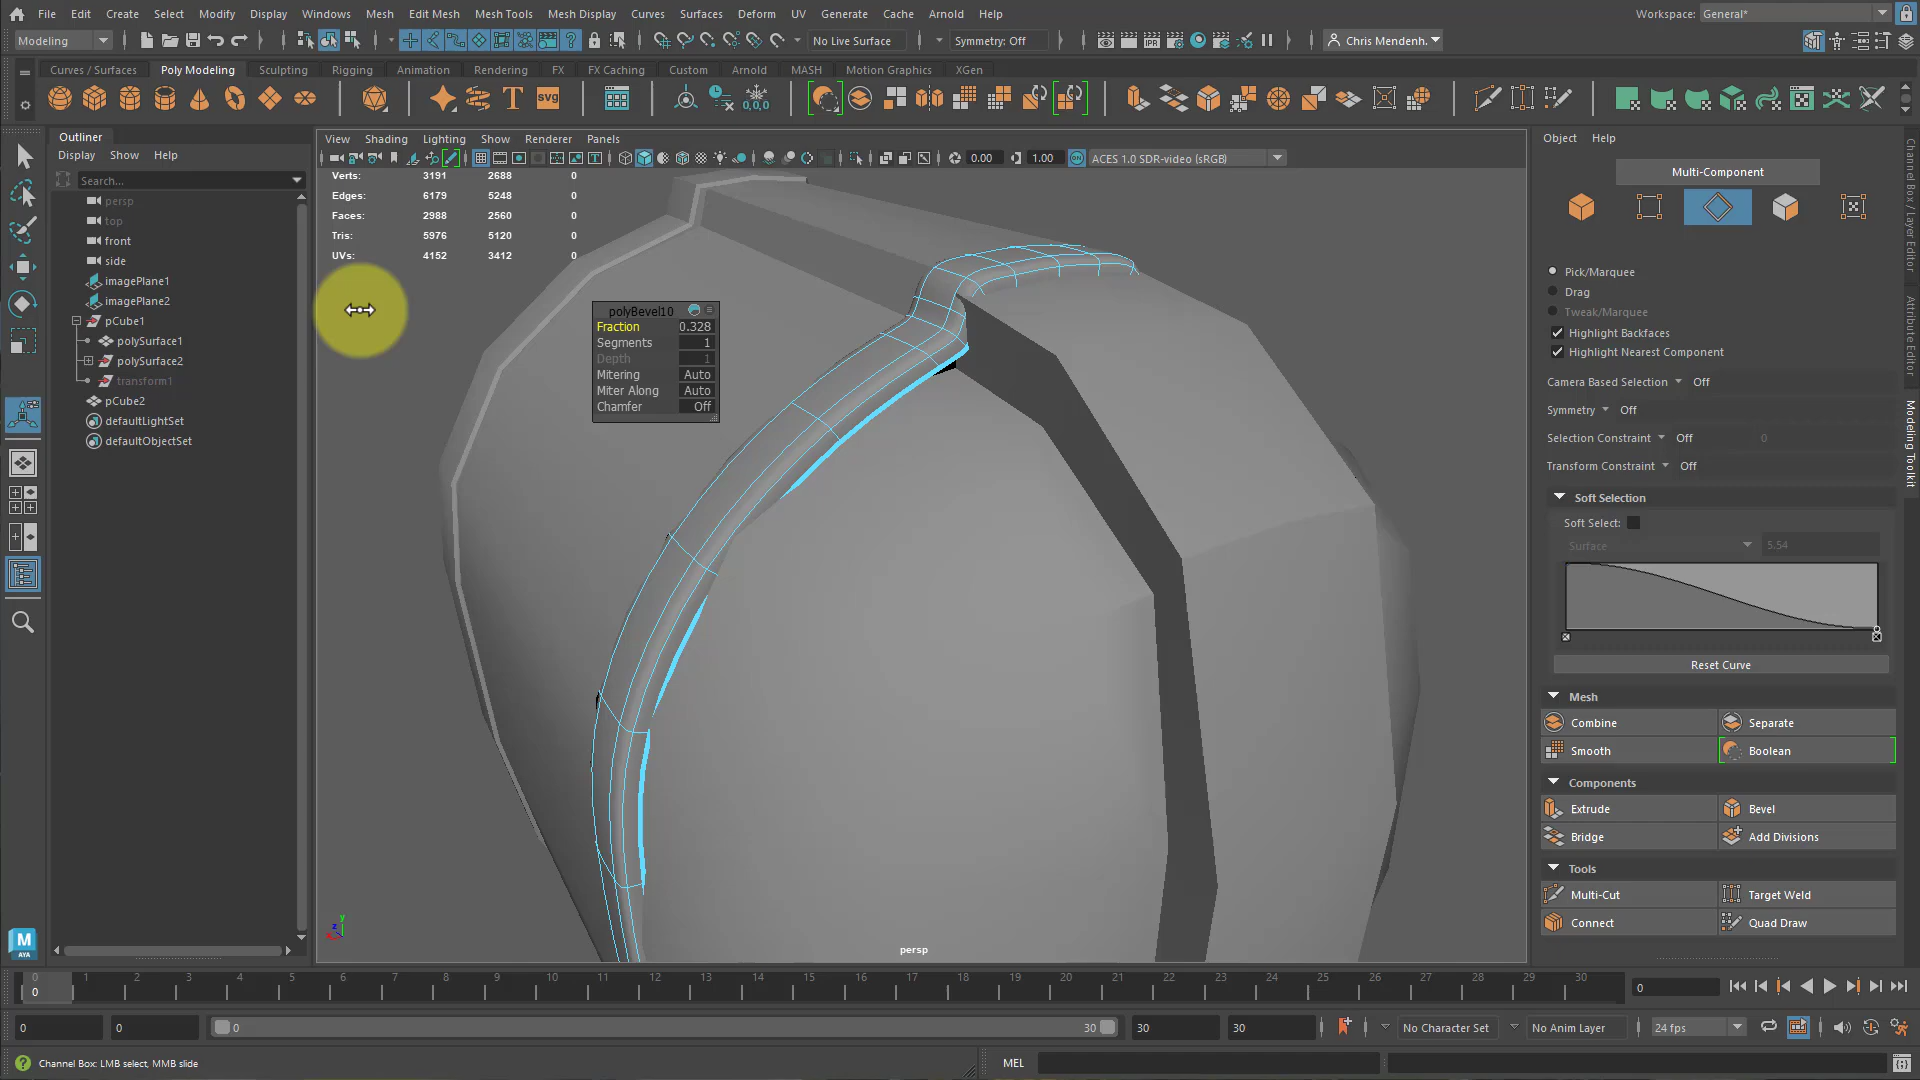 File Edit Create Select Modify Display Windows Mesh Edit Mesh Mesh Tools Mesh Display Curves Surfaces Deform UV Generate Cache Arnold Help
Workspace: General*
Modeling
No Live Surface
Symmetry: Off
Chris Mendenh.
Curves / Surfaces Poly Modeling Sculpting Rigging Animation Rendering FX FX Caching Custom Arnold MASH Motion Graphics XGen
T SVG 0,0,0
Outliner
Display Show Help
Search...
persp
top
front
side
imagePlane1
imagePlane2
pCube1
polySurface1
polySurface2
transform1
pCube2
defaultLightSet
defaultObjectSet
View Shading Lighting Show Renderer Panels
0.00 1.00 ON ACES 1.0 SDR-video (sRGB)
Verts: 3191 2688 0
Edges: 6179 5248 0
Faces: 2988 2560 0
Tris: 5976 5120 0
UVs: 4152 3412 0
polyBevel10
Fraction 0.328
Segments 1
Depth 1
Mitering Auto
Miter Along Auto
Chamfer Off
y
z
persp
Object Help
Multi-Component
Pick/Marquee
Drag
Tweak/Marquee
Highlight Backfaces
Highlight Nearest Component
Camera Based Selection Off
Symmetry Off
Selection Constraint Off 0
Transform Constraint Off
Soft Selection
Soft Select:
Surface 5.54
Reset Curve
Mesh
Combine Separate
Smooth Boolean
Components
Extrude Bevel
Bridge Add Divisions
Tools
Multi-Cut Target Weld
Connect Quad Draw
Channel Box / Layer Editor
Attribute Editor
Modeling Toolkit
M
AYA
3 0 1 2 3 4 5 6 7 8 9 10 11 12 13 14 15 16 17 18 19 20 21 22 23 24 25 26 27 28 29 30
0
0
0 0 0 30 30 30 No Character Set No Anim Layer 24 fps
Channel Box: LMB select, MMB slide
MEL